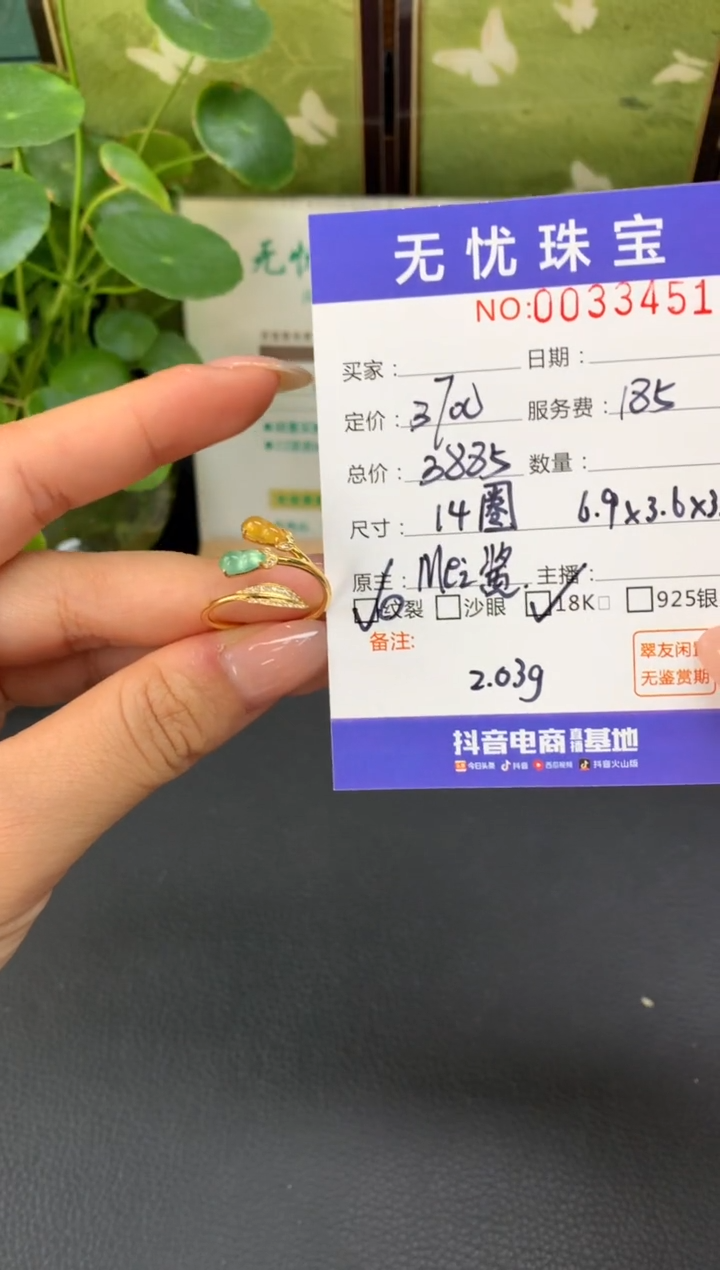 无忧珠宝
NO:0033451
买家: 日期:
定价: 3700 服务费: 185
总价: 3885 数量:
尺寸: 14圈 6.9x3.6x3.
原主: Mei酱. 主播:
纹裂 沙眼 18K 925银
备注:
2.03g
翠友闲
无鉴赏期
抖音电商直播基地
今日头条 抖音 西瓜视频 抖音火山版
无忧